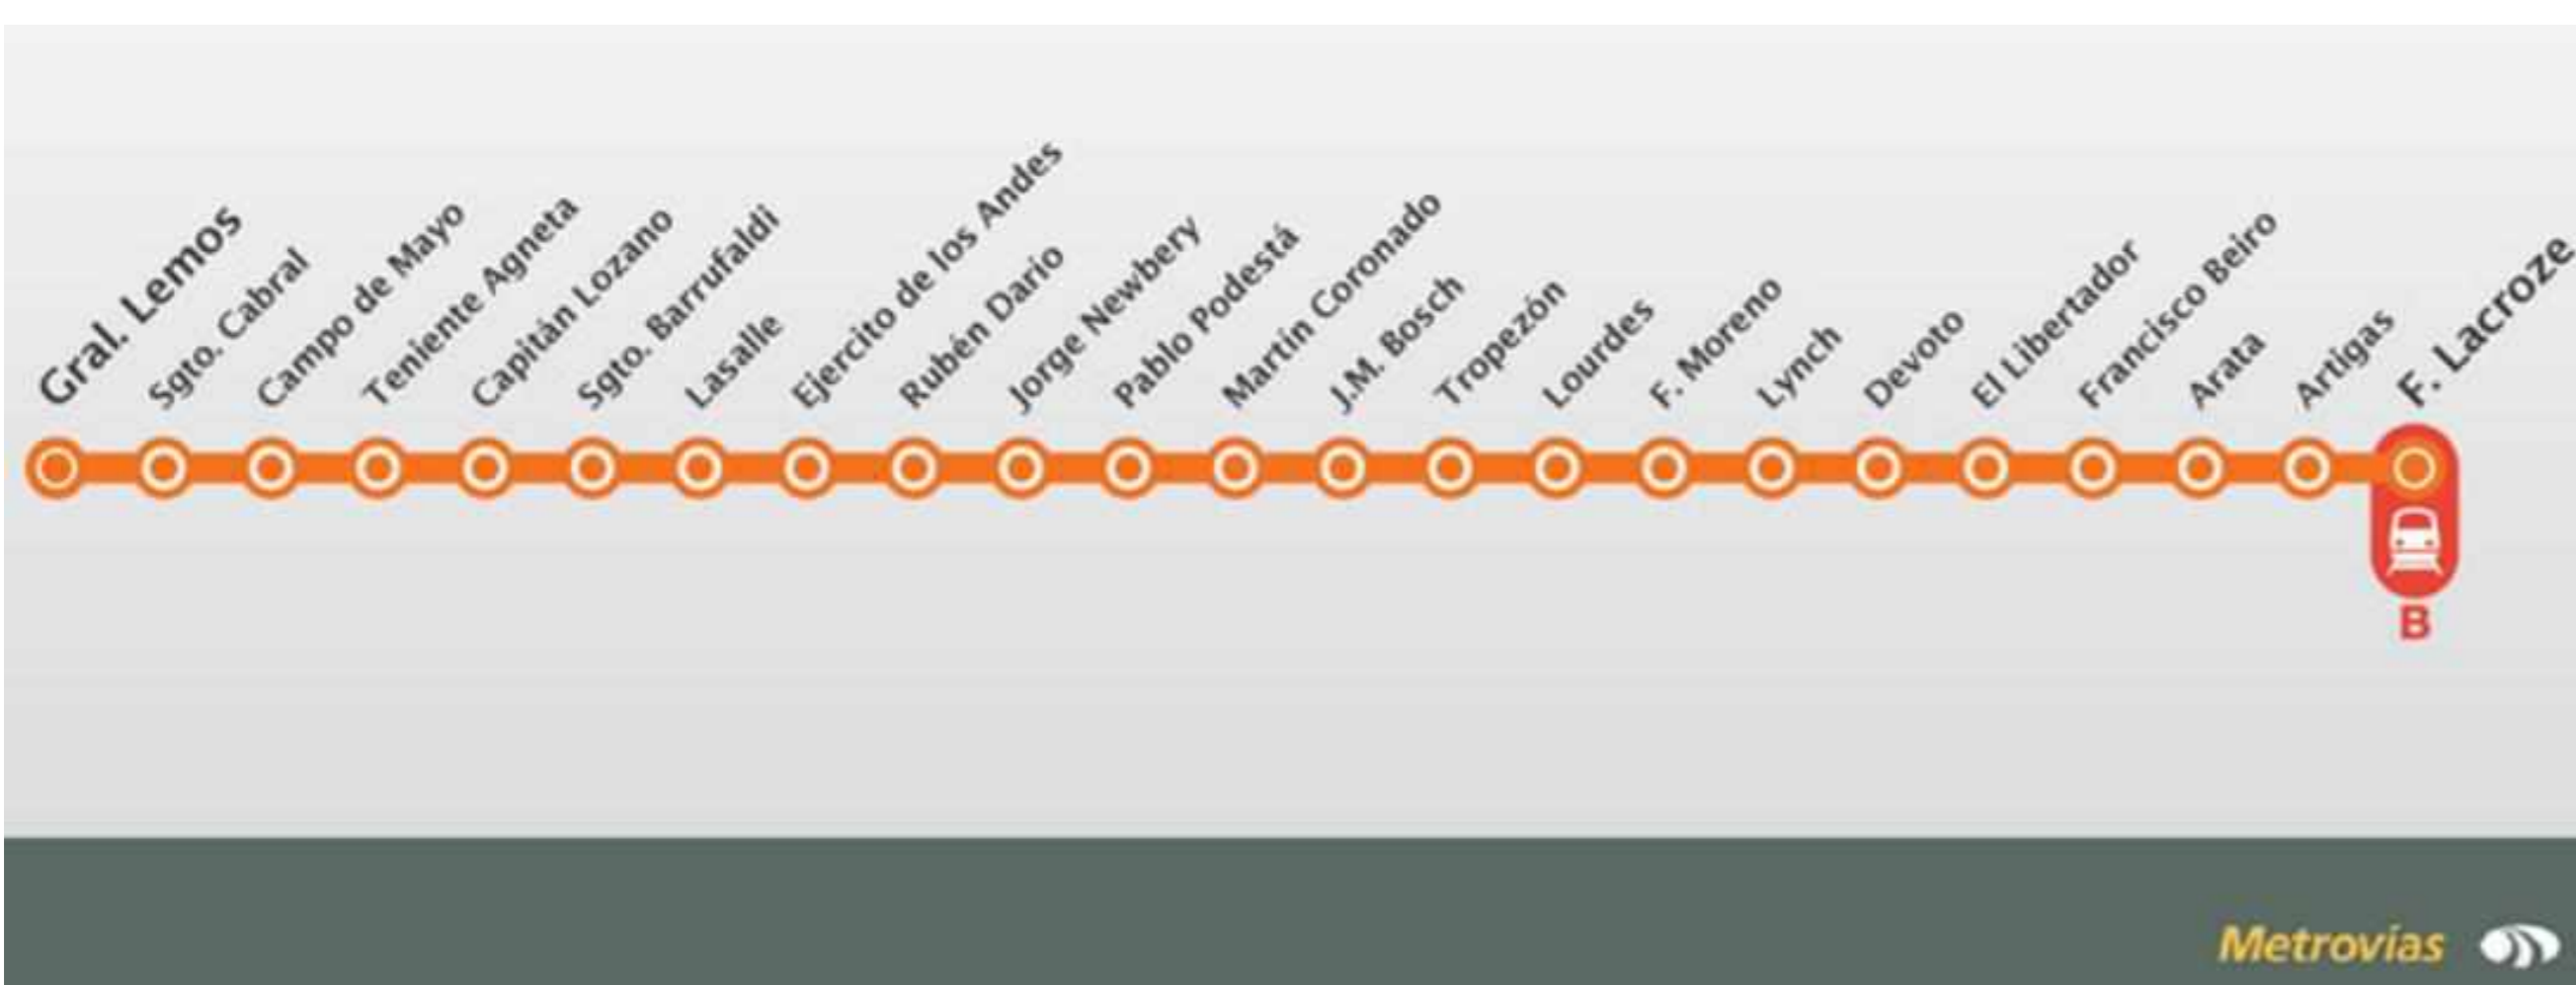 Gral. Lemos
Sgto. Cabral
Campo de Mayo
Teniente Agneta
Capitán Lozano
Sgto. Barrufaldi
Lasalle
Ejercito de los Andes
Rubén Darío
Jorge Newbery
Pablo Podestá
Martín Coronado
J.M. Bosch
Tropezón
Lourdes
F. Moreno
Lynch
Devoto
El Libertador
Francisco Beiro
Arata
Artigas
F. Lacroze
B
Metrovías